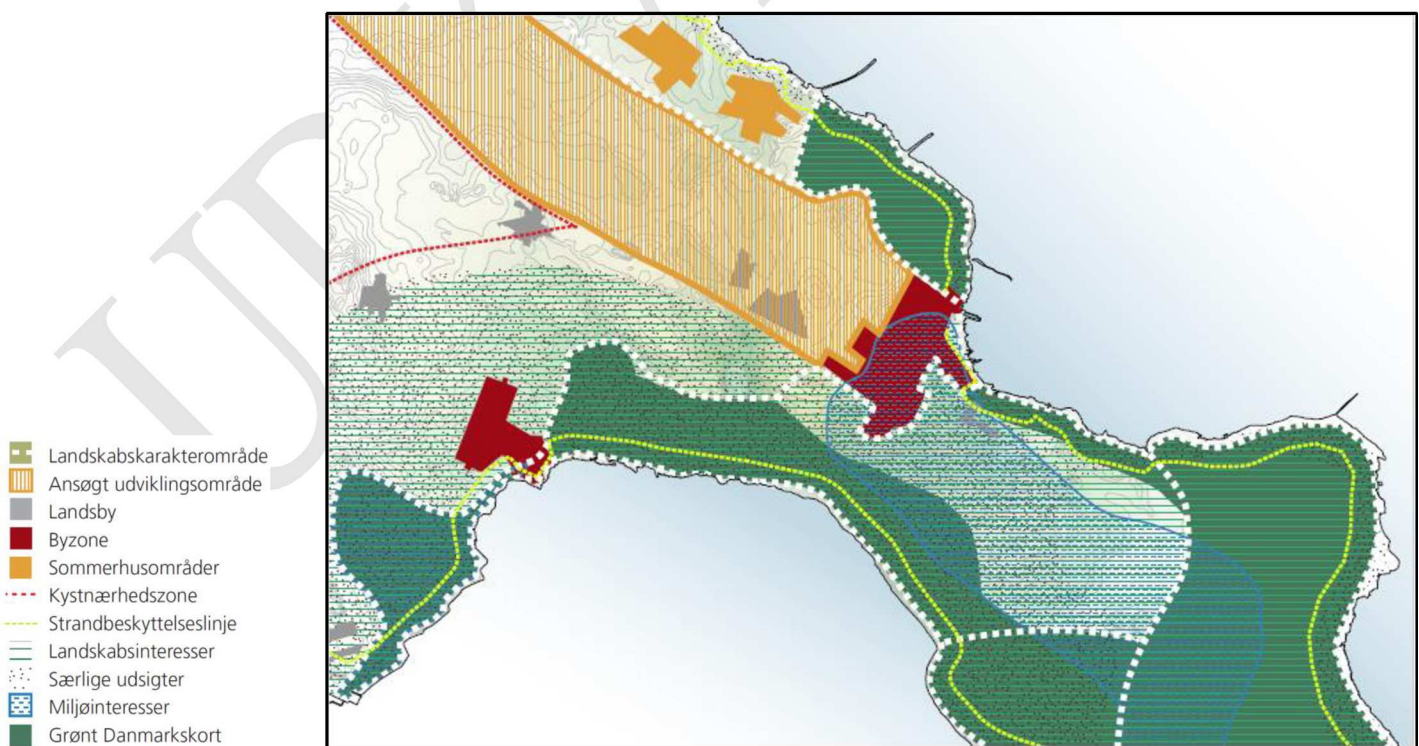 Landskabskarakterområde
Ansøgt udviklingsområde
Landsby
Byzone
Sommerhusområder
Kystnærhedszone
Strandbeskyttelseslinje
Landskabsinteresser
Særlige udsigter
Miljøinteresser
Grønt Danmarkskort